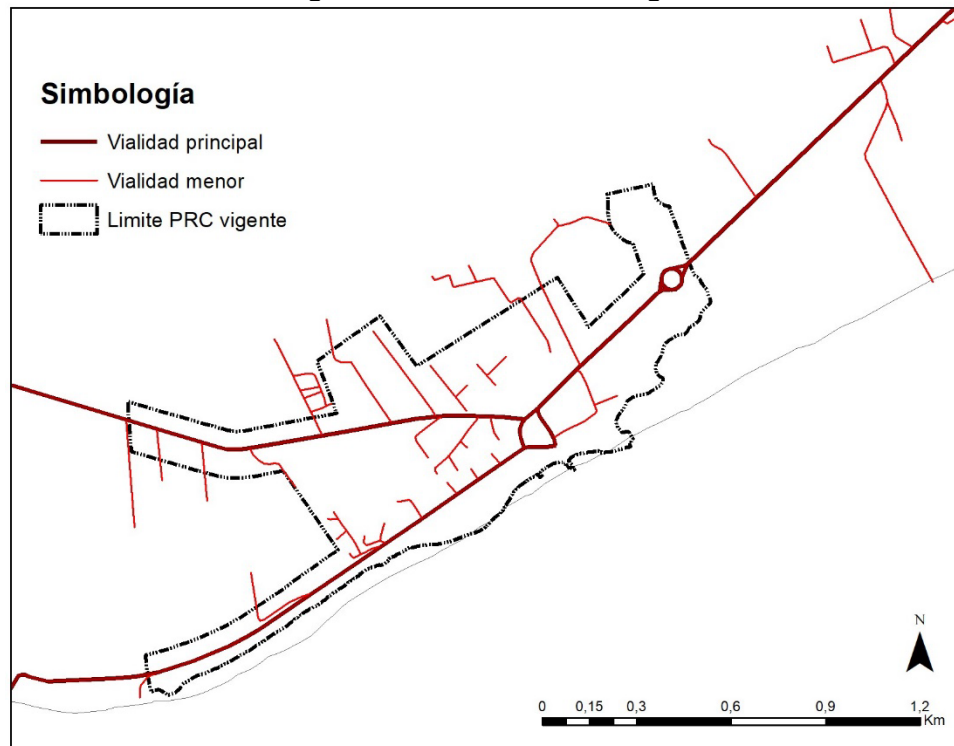 Simbología
Vialidad principal
Vialidad menor
Limite PRC vigente
N
0 0,15 0,3 0,6 0,9 1,2
Km